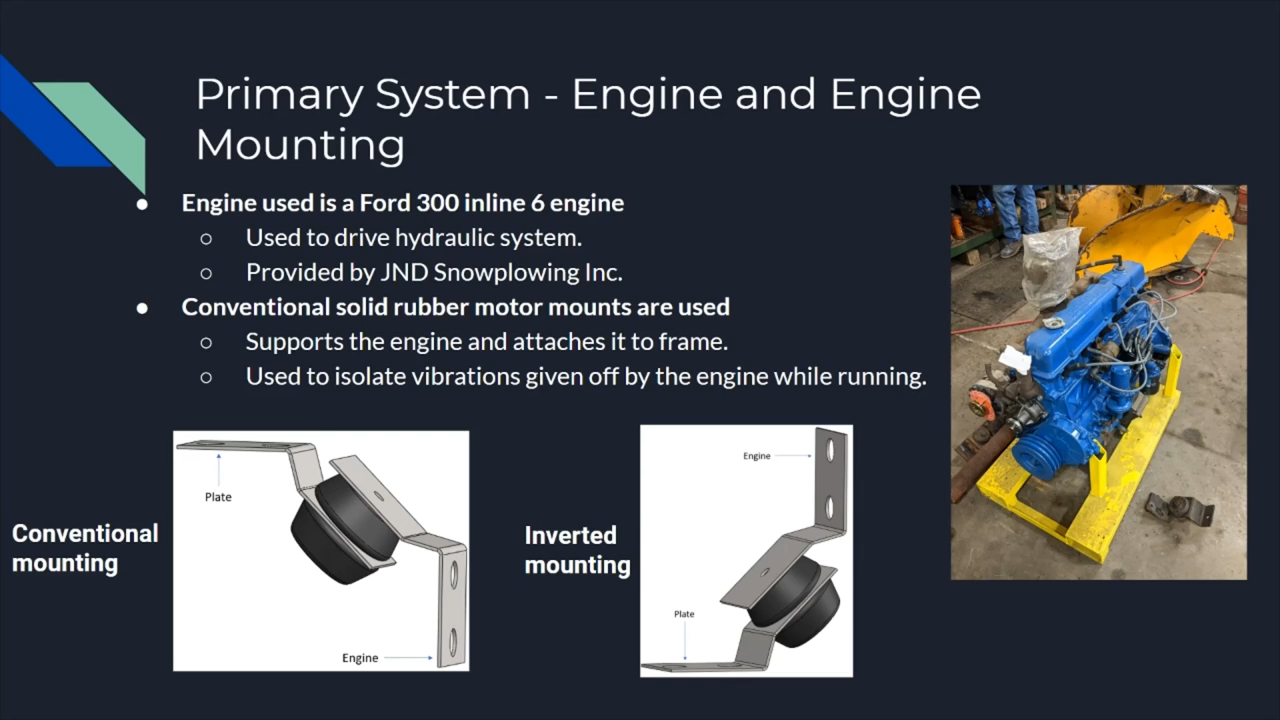 Primary System - Engine and Engine
Mounting
● Engine used is a Ford 300 inline 6 engine
○ Used to drive hydraulic system.
○ Provided by JND Snowplowing Inc.
● Conventional solid rubber motor mounts are used
○ Supports the engine and attaches it to frame.
○ Used to isolate vibrations given off by the engine while running.
Conventional
mounting
Plate
Engine
Inverted
mounting
Engine
Plate